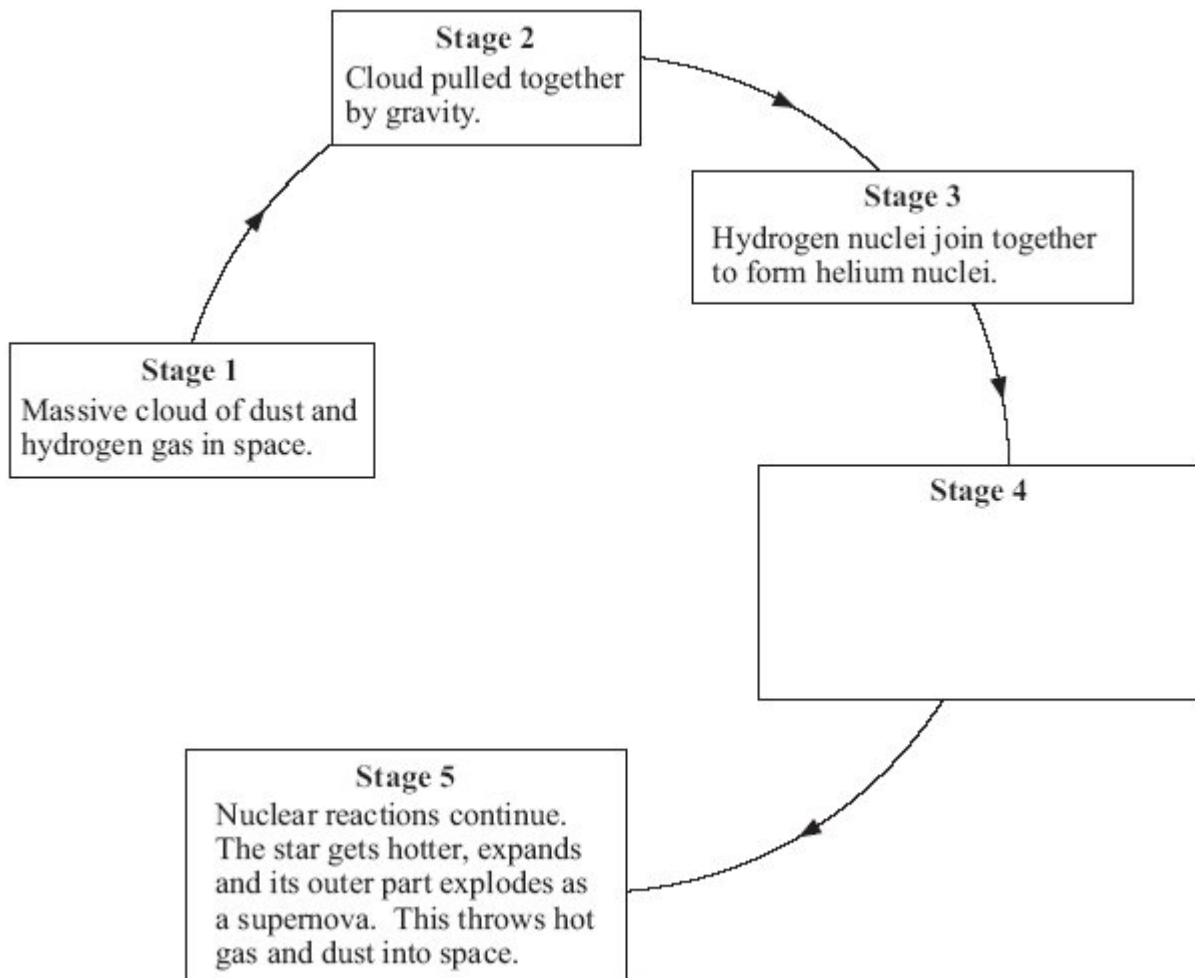 Stage 1
Massive cloud of dust and
hydrogen gas in space.
Stage 2
Cloud pulled together
by gravity.
Stage 3
Hydrogen nuclei join together
to form helium nuclei.
Stage 4
Stage 5
Nuclear reactions continue.
The star gets hotter, expands
and its outer part explodes as
a supernova. This throws hot
gas and dust into space.